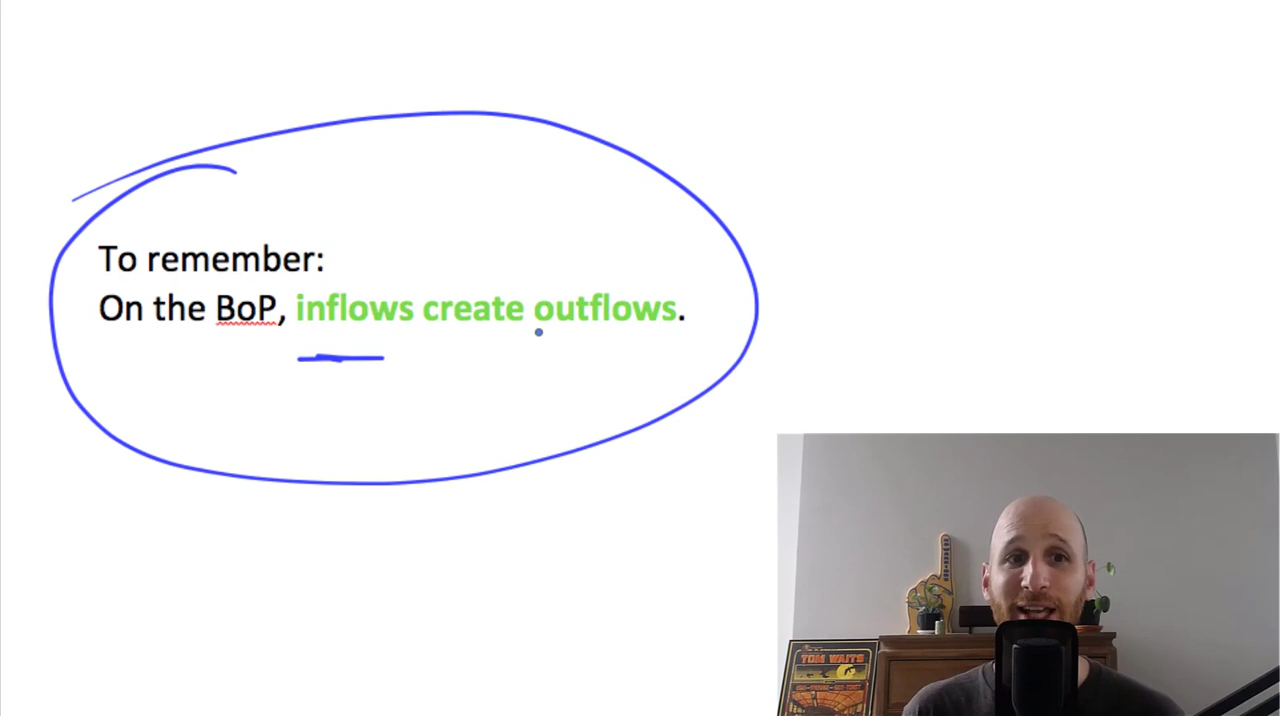 To remember:
On the BoP, inflows create outflows.
TOM WAITS